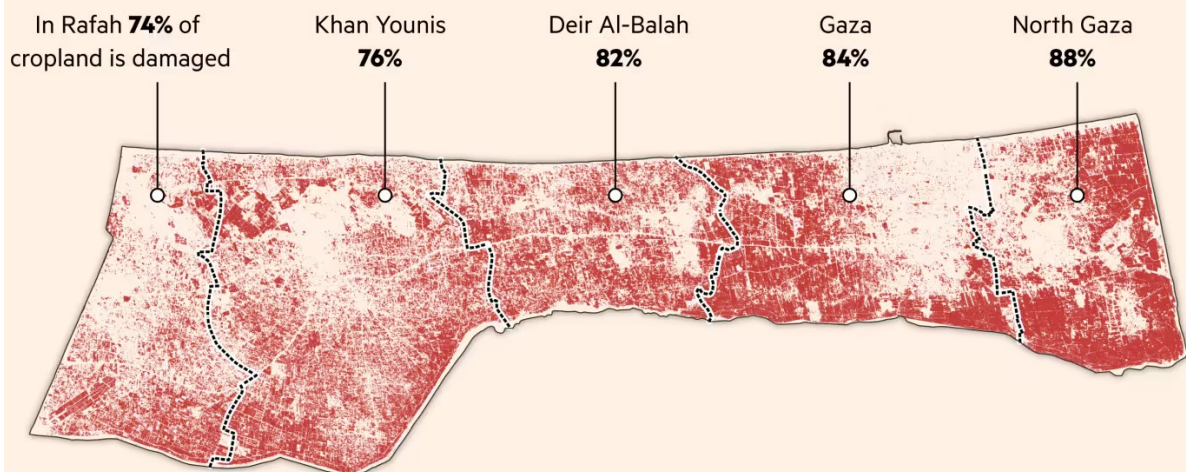 In Rafah 74% of
cropland is damaged
Khan Younis
76%
Deir Al-Balah
82%
Gaza
84%
North Gaza
88%